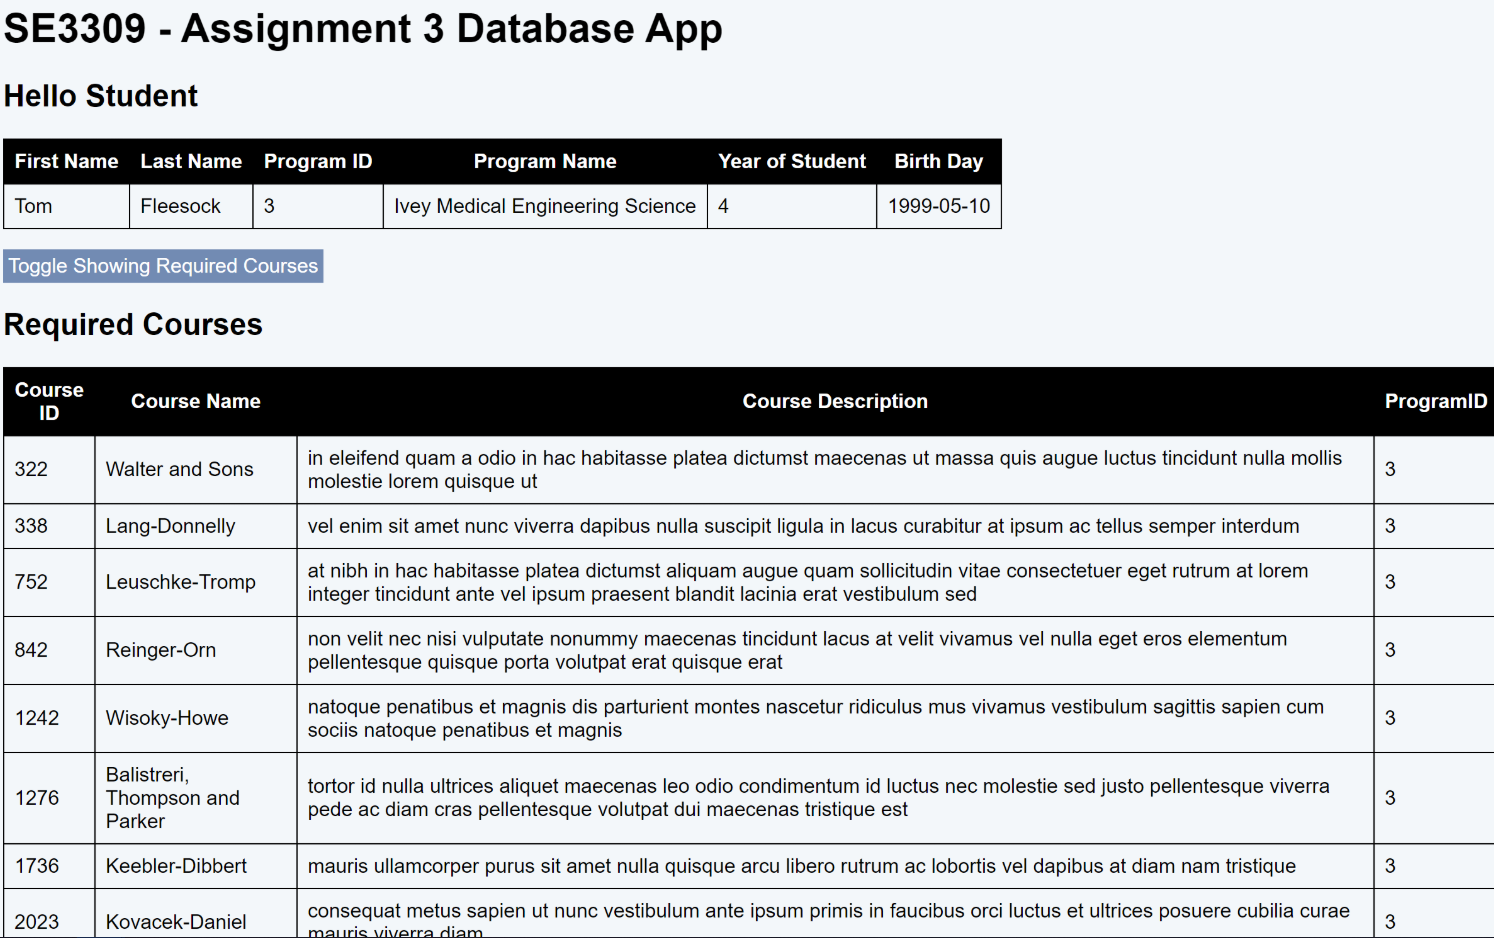 SE3309 - Assignment 3 Database App
Hello Student
First Name Last Name Program ID Program Name Year of Student Birth Day
Tom Fleesock 3 Ivey Medical Engineering Science 4 1999-05-10
Toggle Showing Required Courses
Required Courses
Course ID Course Name Course Description ProgramID
322 Walter and Sons in eleifend quam a odio in hac habitasse platea dictumst maecenas ut massa quis augue luctus tincidunt nulla mollis
molestie lorem quisque ut 3
338 Lang-Donnelly vel enim sit amet nunc viverra dapibus nulla suscipit ligula in lacus curabitur at ipsum ac tellus semper interdum 3
752 Leuschke-Tromp at nibh in hac habitasse platea dictumst aliquam augue quam sollicitudin vitae consectetuer eget rutrum at lorem
integer tincidunt ante vel ipsum praesent blandit lacinia erat vestibulum sed 3
842 Reinger-Orn non velit nec nisi vulputate nonummy maecenas tincidunt lacus at velit vivamus vel nulla eget eros elementum
pellentesque quisque porta volutpat erat quisque erat 3
1242 Wisoky-Howe natoque penatibus et magnis dis parturient montes nascetur ridiculus mus vivamus vestibulum sagittis sapien cum
sociis natoque penatibus et magnis 3
1276 Balistreri, Thompson and Parker tortor id nulla ultrices aliquet maecenas leo odio condimentum id luctus nec molestie sed justo pellentesque viverra
pede ac diam cras pellentesque volutpat dui maecenas tristique est 3
1736 Keebler-Dibbert mauris ullamcorper purus sit amet nulla quisque arcu libero rutrum ac lobortis vel dapibus at diam nam tristique 3
2023 Kovacek-Daniel consequat metus sapien ut nunc vestibulum ante ipsum primis in faucibus orci luctus et ultrices posuere cubilia curae
mauris viverra diam 3